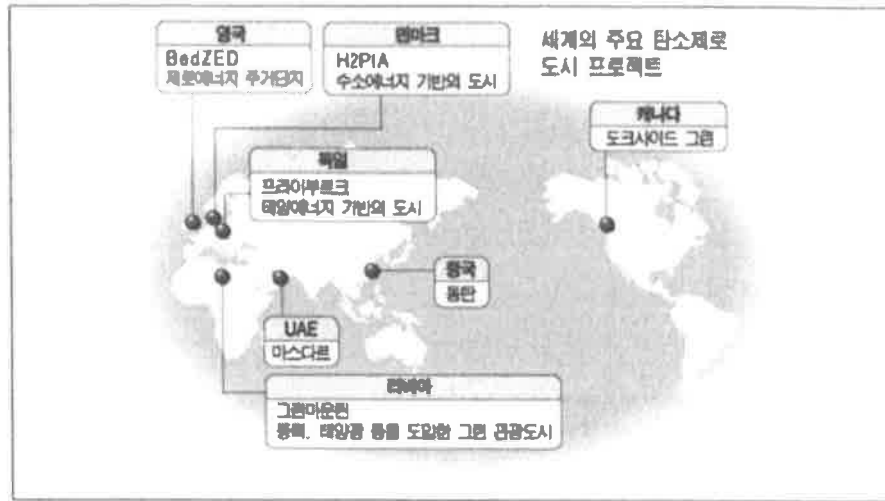 세계의 주요 탄소제로
도시 프로젝트
영국
BedZED
제로에너지 주거단지
덴마크
H2PIA
수소에너지 기반의 도시
캐나다
도크사이드 그린
독일
프라이부르크
태양에너지 기반의 도시
중국
동탄
UAE
마스다르
리비아
그린마운틴
풍력, 태양광 등을 도입한 그린 관광도시